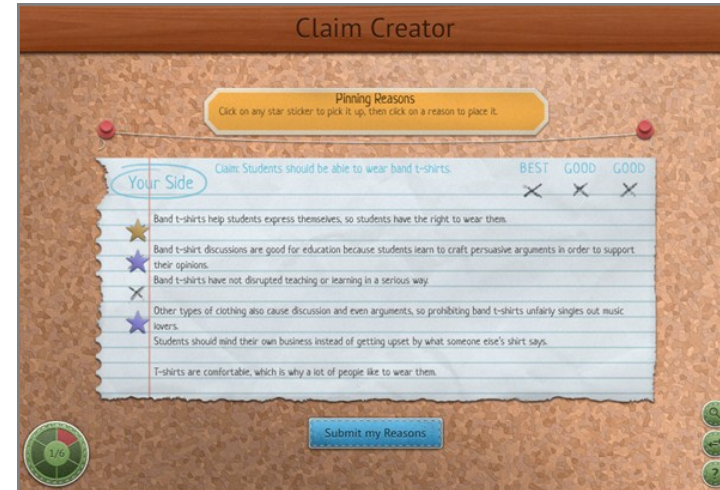 Claim Creator
Pinning Reasons
Click on any star sticker to pick it up, then click on a reason to place it.
Your Side
Claim: Students should be able to wear band t-shirts.
BEST GOOD GOOD
Band t-shirts help students express themselves, so students have the right to wear them.
Band t-shirt discussions are good for education because students learn to craft persuasive arguments in order to support
their opinions.
Band t-shirts have not disrupted teaching or learning in a serious way.
Other types of clothing also cause discussion and even arguments, so prohibiting band t-shirts unfairly singles out music
lovers.
Students should mind their own business instead of getting upset by what someone else's shirt says.
T-shirts are comfortable, which is why a lot of people like to wear them.
Submit my Reasons
1/6
?